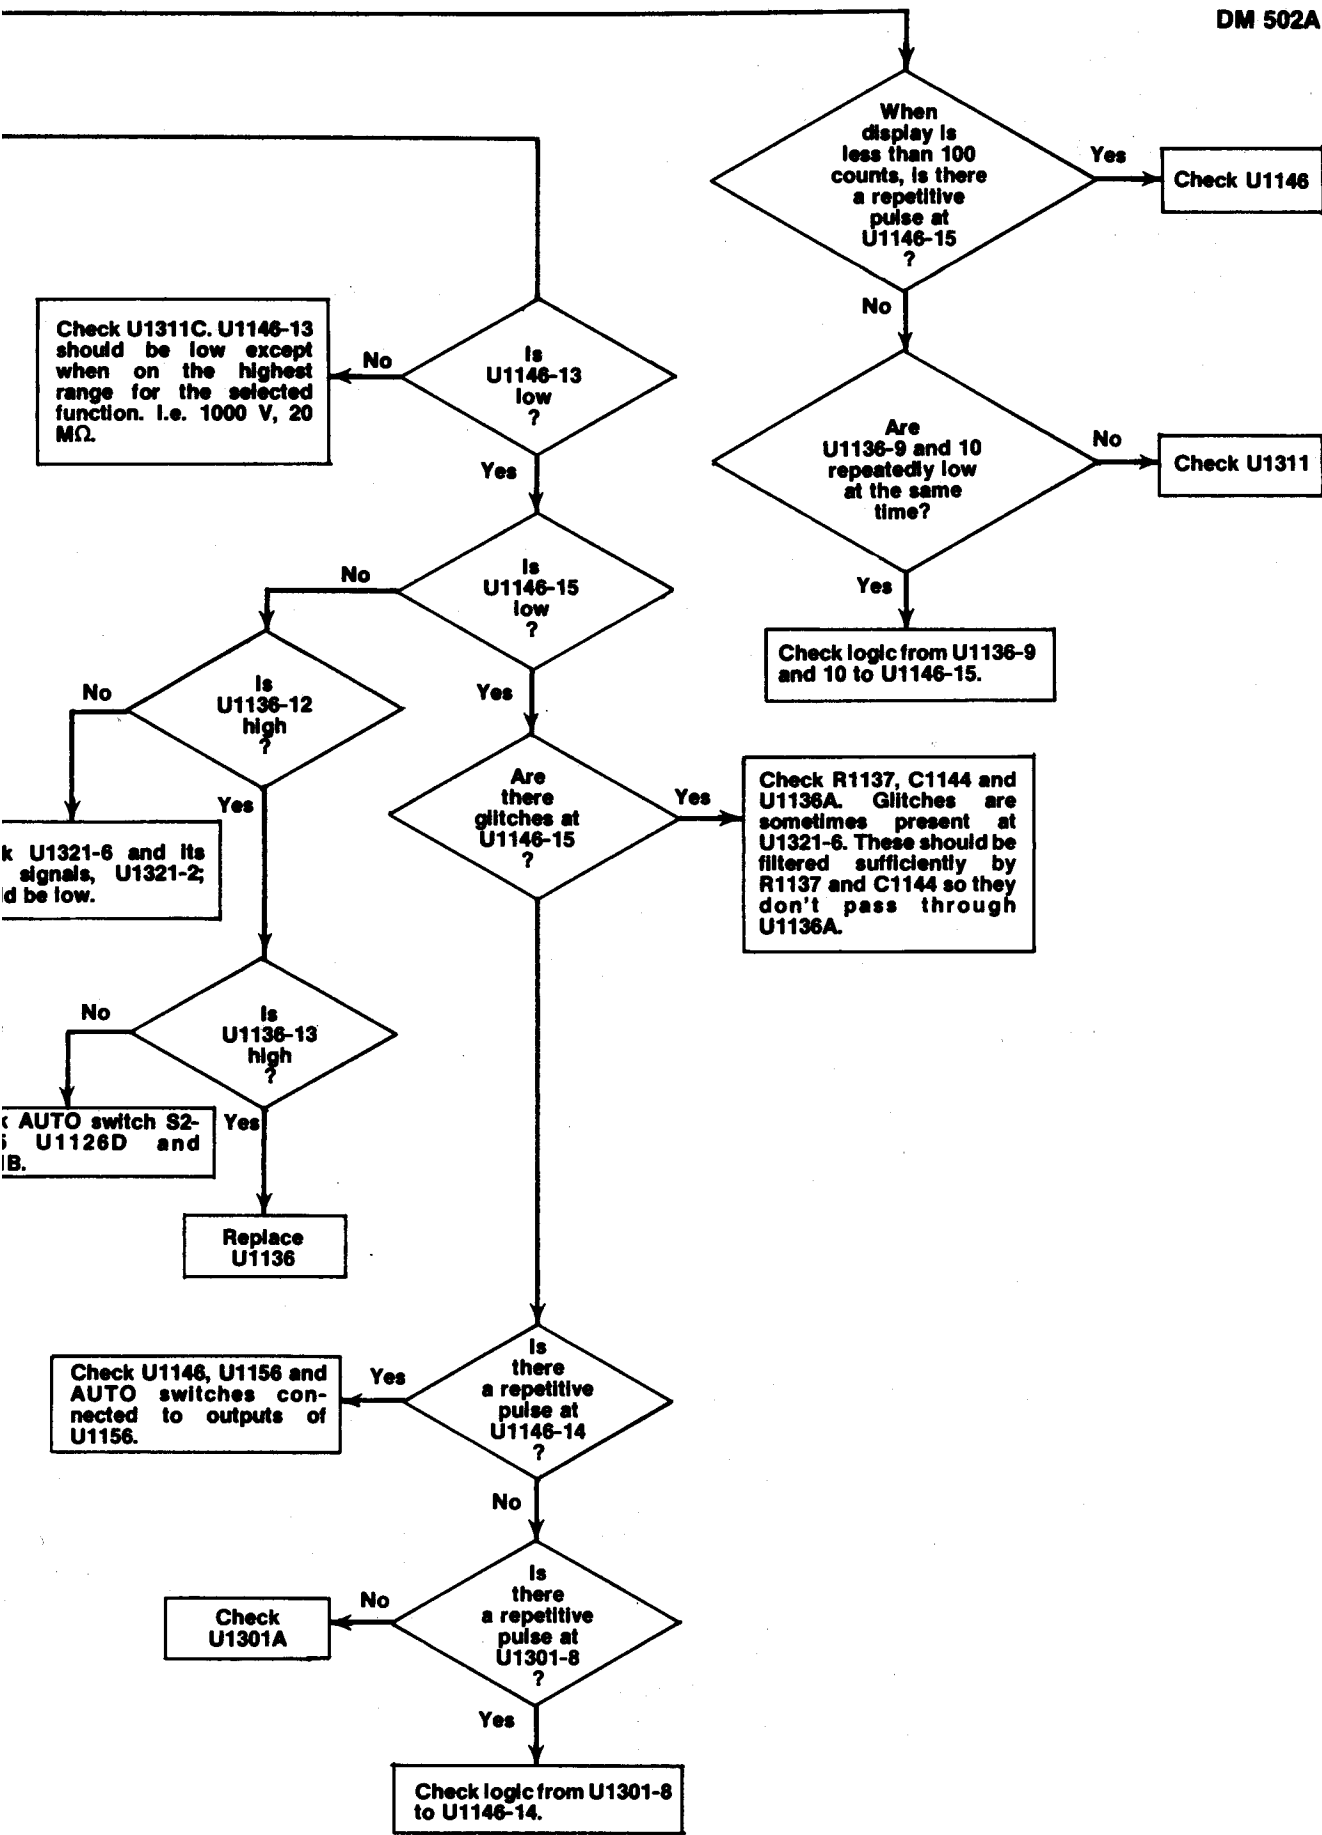 DM 502A
When
display is
less than 100
counts, is there
a repetitive
pulse at
U1146-15
?
Yes
Check U1146
No
Are
U1136-9 and 10
repeatedly low
at the same
time?
No
Check U1311
Yes
Check logic from U1136-9
and 10 to U1146-15.
Is
U1146-13
low
?
No
Check U1311C. U1146-13
should be low except
when on the highest
range for the selected
function. I.e. 1000 V, 20
MΩ.
Yes
Is
U1146-15
low
?
No
Is
U1136-12
high
?
No
k U1321-6 and its
signals, U1321-2;
d be low.
Yes
Is
U1136-13
high
?
No
AUTO switch S2-
U1126D and
B.
Yes
Replace
U1136
Yes
Are
there
glitches at
U1146-15
?
Yes
Check R1137, C1144 and
U1136A. Glitches are
sometimes present at
U1321-6. These should be
filtered sufficiently by
R1137 and C1144 so they
don't pass through
U1136A.
Is
there
a repetitive
pulse at
U1146-14
?
Yes
Check U1146, U1156 and
AUTO switches con-
nected to outputs of
U1156.
No
Is
there
a repetitive
pulse at
U1301-8
?
No
Check
U1301A
Yes
Check logic from U1301-8
to U1146-14.